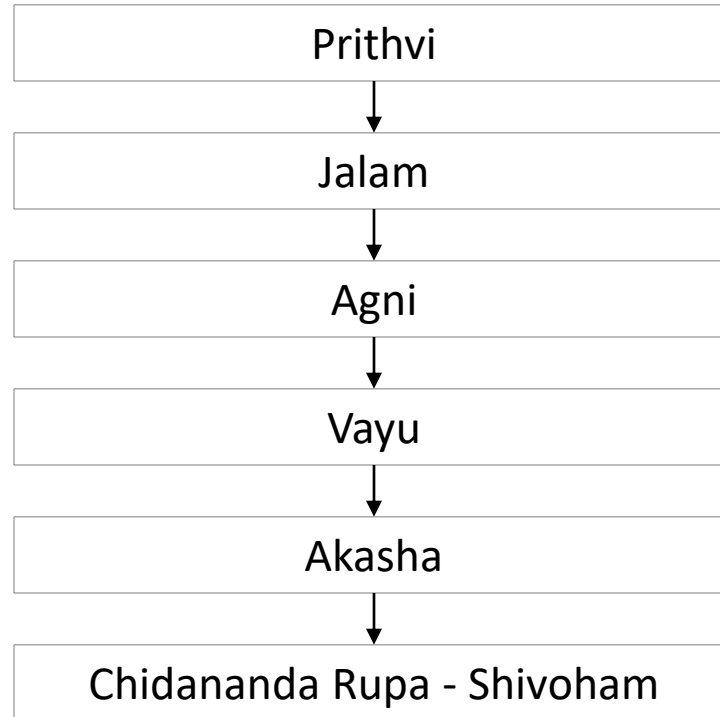 Prithvi
Jalam
Agni
Vayu
Akasha
Chidananda Rupa - Shivoham